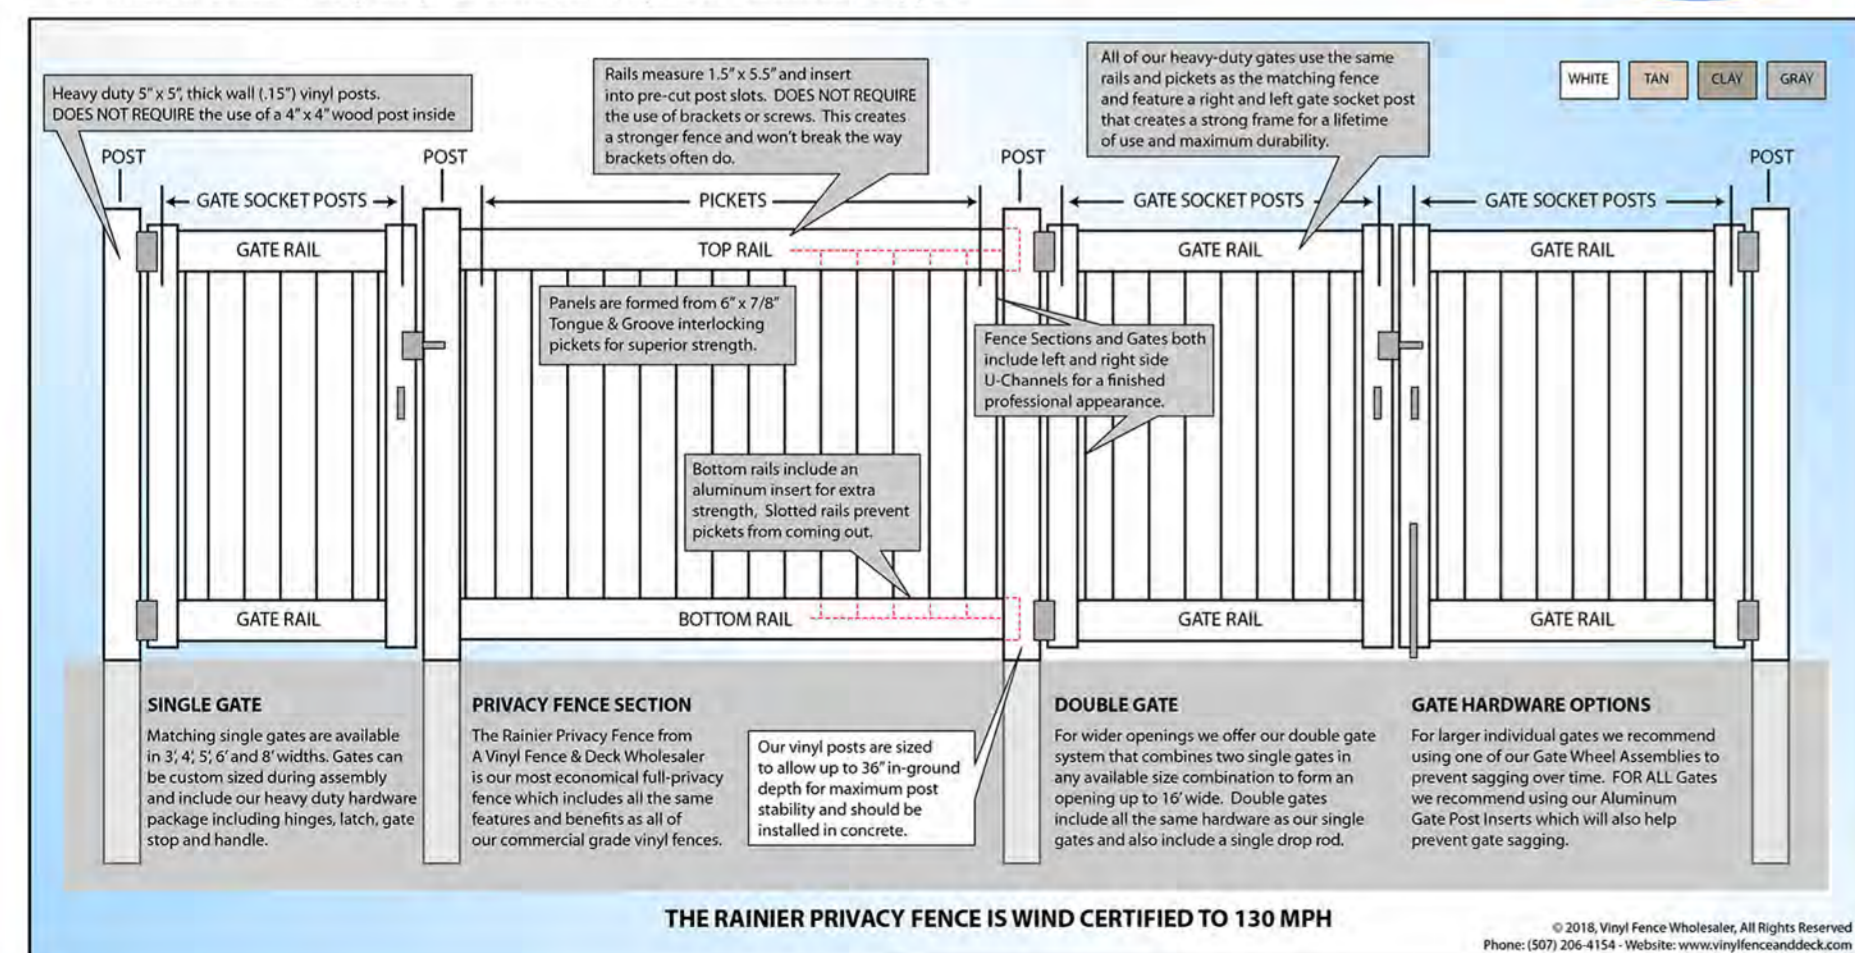 Heavy duty 5" x 5", thick wall (.15") vinyl posts.
DOES NOT REQUIRE the use of a 4" x 4" wood post inside
Rails measure 1.5" x 5.5" and insert
into pre-cut post slots. DOES NOT REQUIRE
the use of brackets or screws. This creates
a stronger fence and won't break the way
brackets often do.
All of our heavy-duty gates use the same
rails and pickets as the matching fence
and feature a right and left gate socket post
that creates a strong frame for a lifetime
of use and maximum durability.
WHITE TAN CLAY GRAY
POST POST POST POST
GATE SOCKET POSTS PICKETS GATE SOCKET POSTS GATE SOCKET POSTS
GATE RAIL TOP RAIL GATE RAIL GATE RAIL
Panels are formed from 6" x 7/8"
Tongue & Groove interlocking
pickets for superior strength.
Fence Sections and Gates both
include left and right side
U-Channels for a finished
professional appearance.
Bottom rails include an
aluminum insert for extra
strength, Slotted rails prevent
pickets from coming out.
GATE RAIL BOTTOM RAIL GATE RAIL GATE RAIL
SINGLE GATE
Matching single gates are available
in 3', 4', 5', 6' and 8' widths. Gates can
be custom sized during assembly
and include our heavy duty hardware
package including hinges, latch, gate
stop and handle.
PRIVACY FENCE SECTION
The Rainier Privacy Fence from
A Vinyl Fence & Deck Wholesaler
is our most economical full-privacy
fence which includes all the same
features and benefits as all of
our commercial grade vinyl fences.
Our vinyl posts are sized
to allow up to 36" in-ground
depth for maximum post
stability and should be
installed in concrete.
DOUBLE GATE
For wider openings we offer our double gate
system that combines two single gates in
any available size combination to form an
opening up to 16' wide. Double gates
include all the same hardware as our single
gates and also include a single drop rod.
GATE HARDWARE OPTIONS
For larger individual gates we recommend
using one of our Gate Wheel Assemblies to
prevent sagging over time. FOR ALL Gates
we recommend using our Aluminum
Gate Post Inserts which will also help
prevent gate sagging.
THE RAINIER PRIVACY FENCE IS WIND CERTIFIED TO 130 MPH
© 2018, Vinyl Fence Wholesaler, All Rights Reserved
Phone: (507) 206-4154 - Website: www.vinylfenceanddeck.com